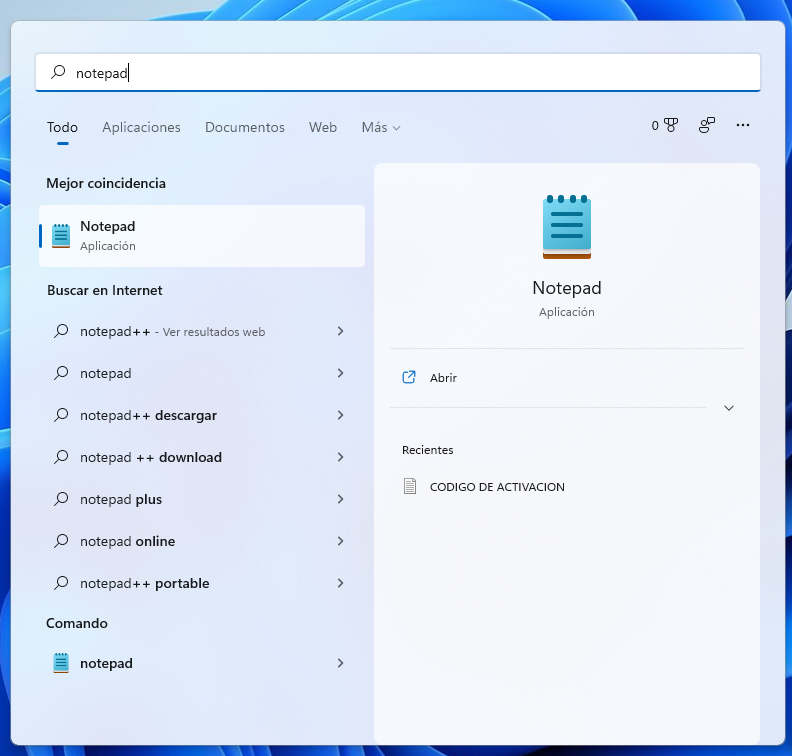 notepad
Todo Aplicaciones Documentos Web Más 0
Mejor coincidencia
Notepad
Aplicación
Buscar en Internet
notepad++ - Ver resultados web
notepad
notepad++ descargar
notepad ++ download
notepad plus
notepad online
notepad++ portable
Comando
notepad
Notepad
Aplicación
Abrir
Recientes
CODIGO DE ACTIVACION